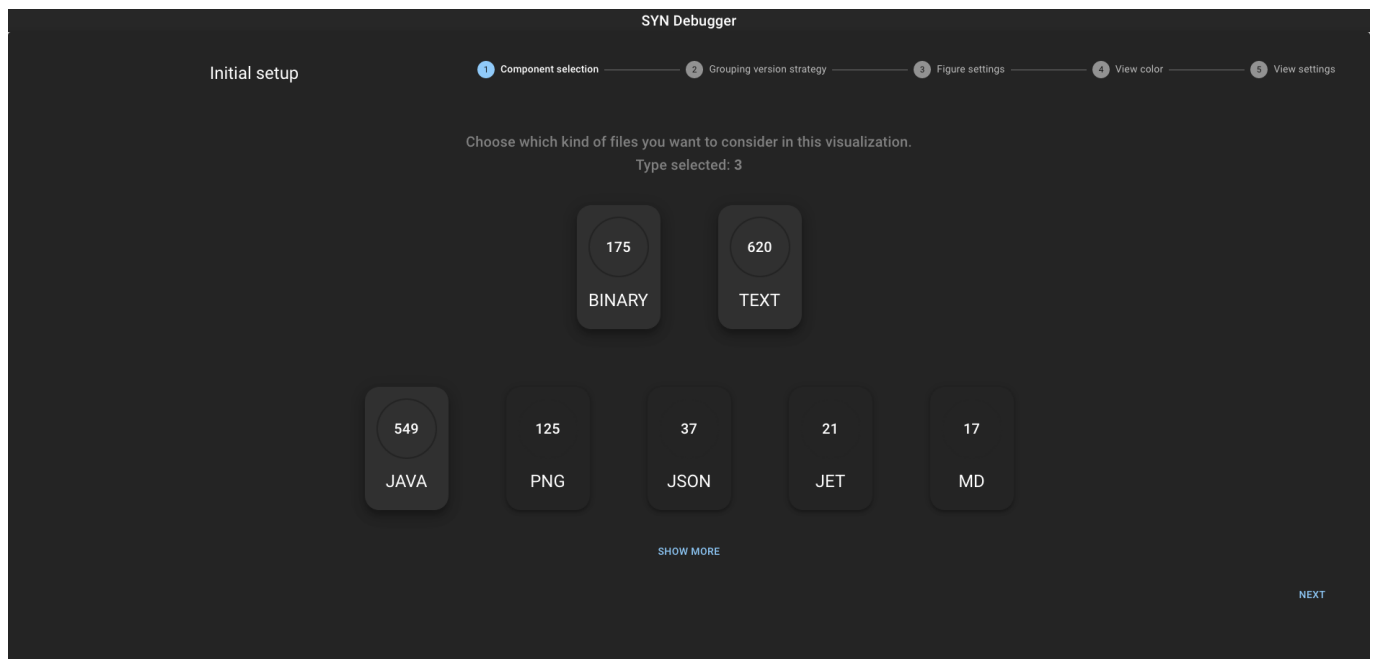 SYN Debugger
Initial setup
1 Component selection 2 Grouping version strategy 3 Figure settings 4 View color 5 View settings
Choose which kind of files you want to consider in this visualization.
Type selected: 3
175 620
BINARY TEXT
549 125 37 21 17
JAVA PNG JSON JET MD
SHOW MORE
NEXT